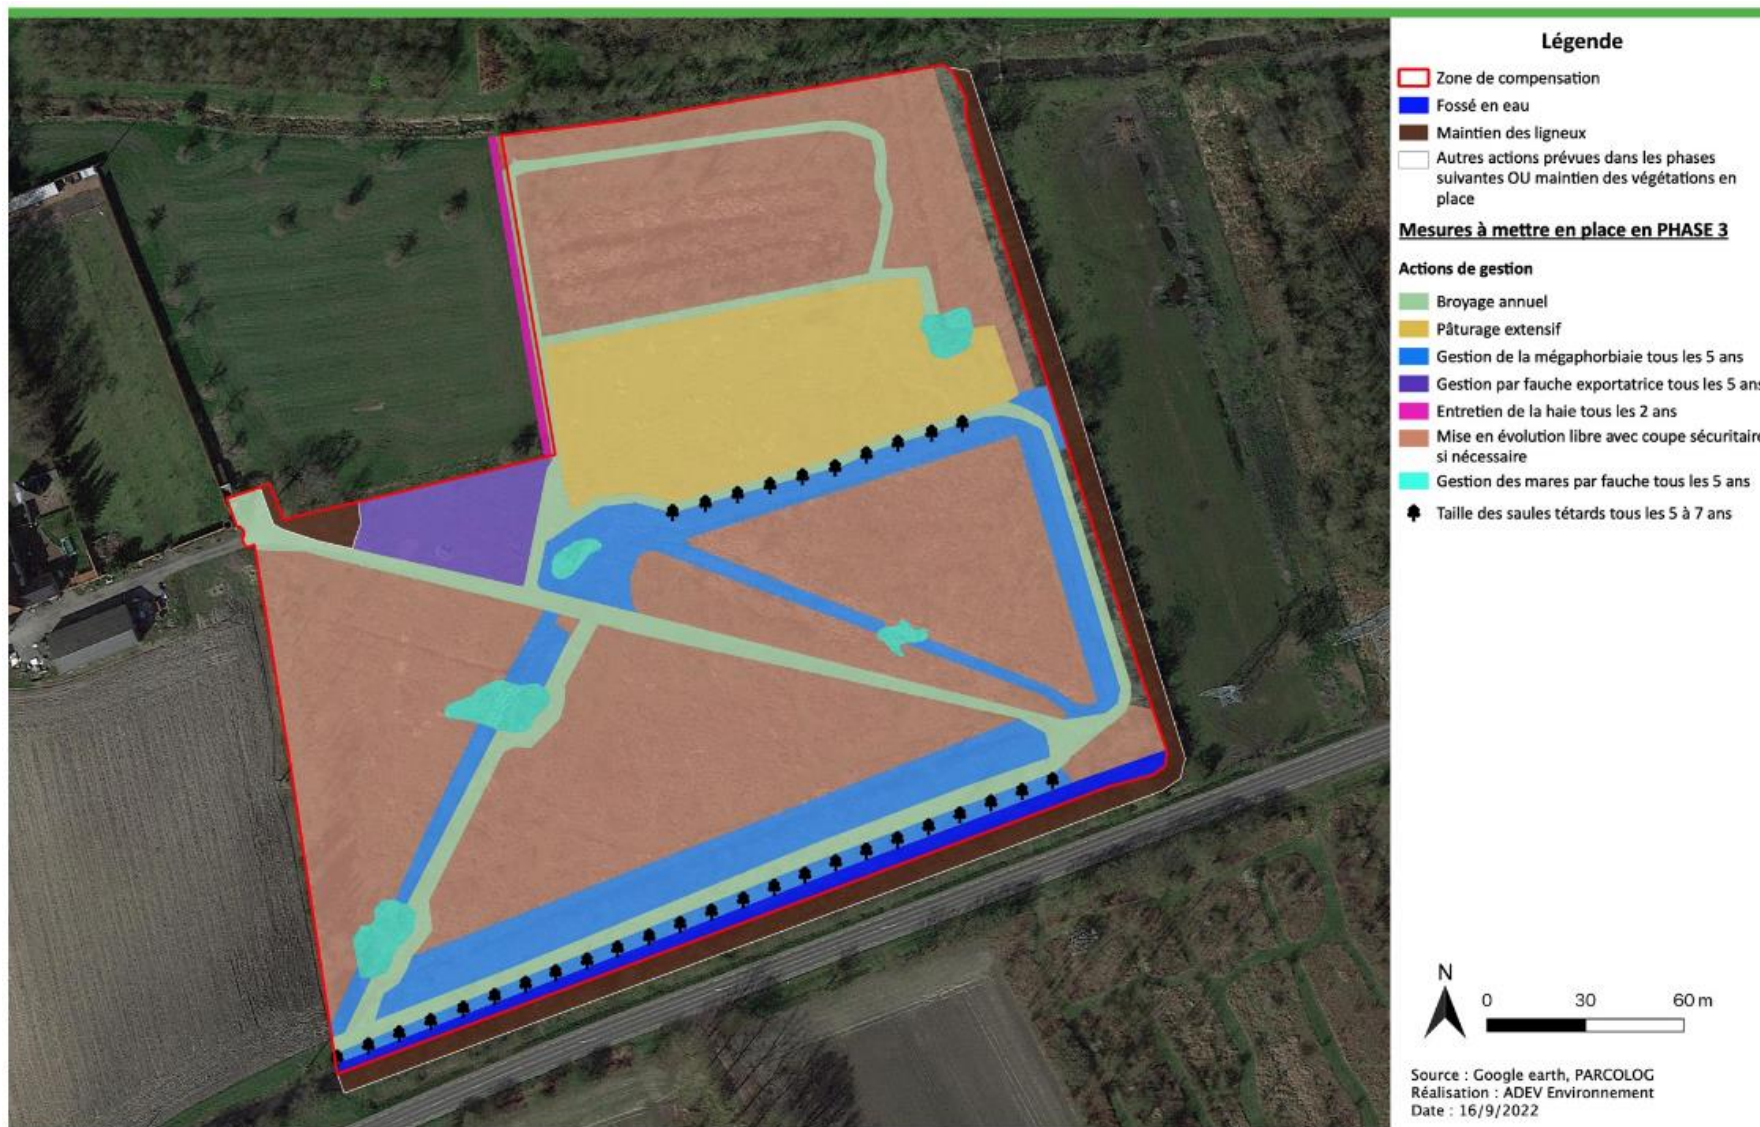 Légende
Zone de compensation
Fossé en eau
Maintien des ligneux
Autres actions prévues dans les phases
suivantes OU maintien des végétations en
place
Mesures à mettre en place en PHASE 3
Actions de gestion
Broyage annuel
Pâturage extensif
Gestion de la mégaphorbiaie tous les 5 ans
Gestion par fauche exportatrice tous les 5 ans
Entretien de la haie tous les 2 ans
Mise en évolution libre avec coupe sécuritaire
si nécessaire
Gestion des mares par fauche tous les 5 ans
Taille des saules tétards tous les 5 à 7 ans
N
0 30 60 m
Source : Google earth, PARCOLOG
Réalisation : ADEV Environnement
Date : 16/9/2022